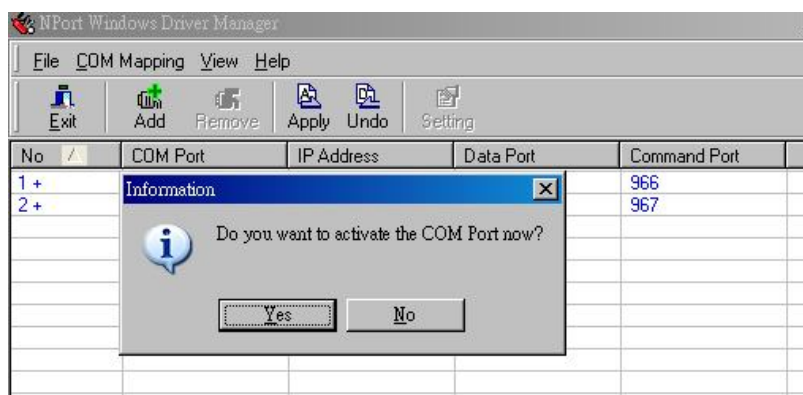 NPort Windows Driver Manager
File COM Mapping View Help
Exit Add Remove Apply Undo Setting
No COM Port IP Address Data Port Command Port
1 + 966
2 + 967
Information
Do you want to activate the COM Port now?
Yes No